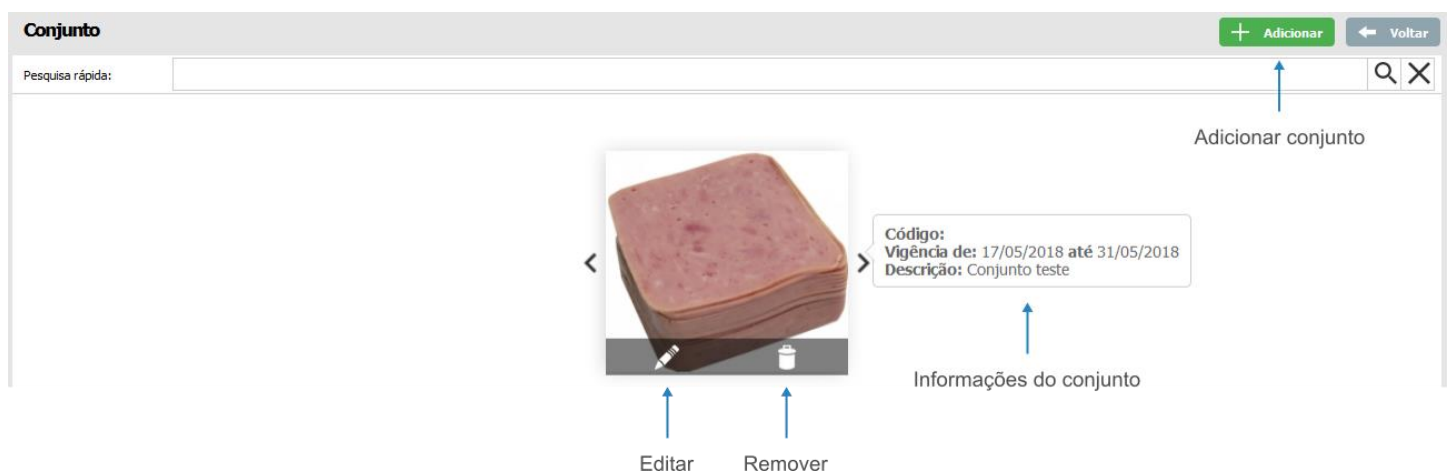 Conjunto
Adicionar
Voltar
Pesquisa rápida:
Adicionar conjunto
Código:
Vigência de: 17/05/2018 até 31/05/2018
Descrição: Conjunto teste
Informações do conjunto
Editar
Remover